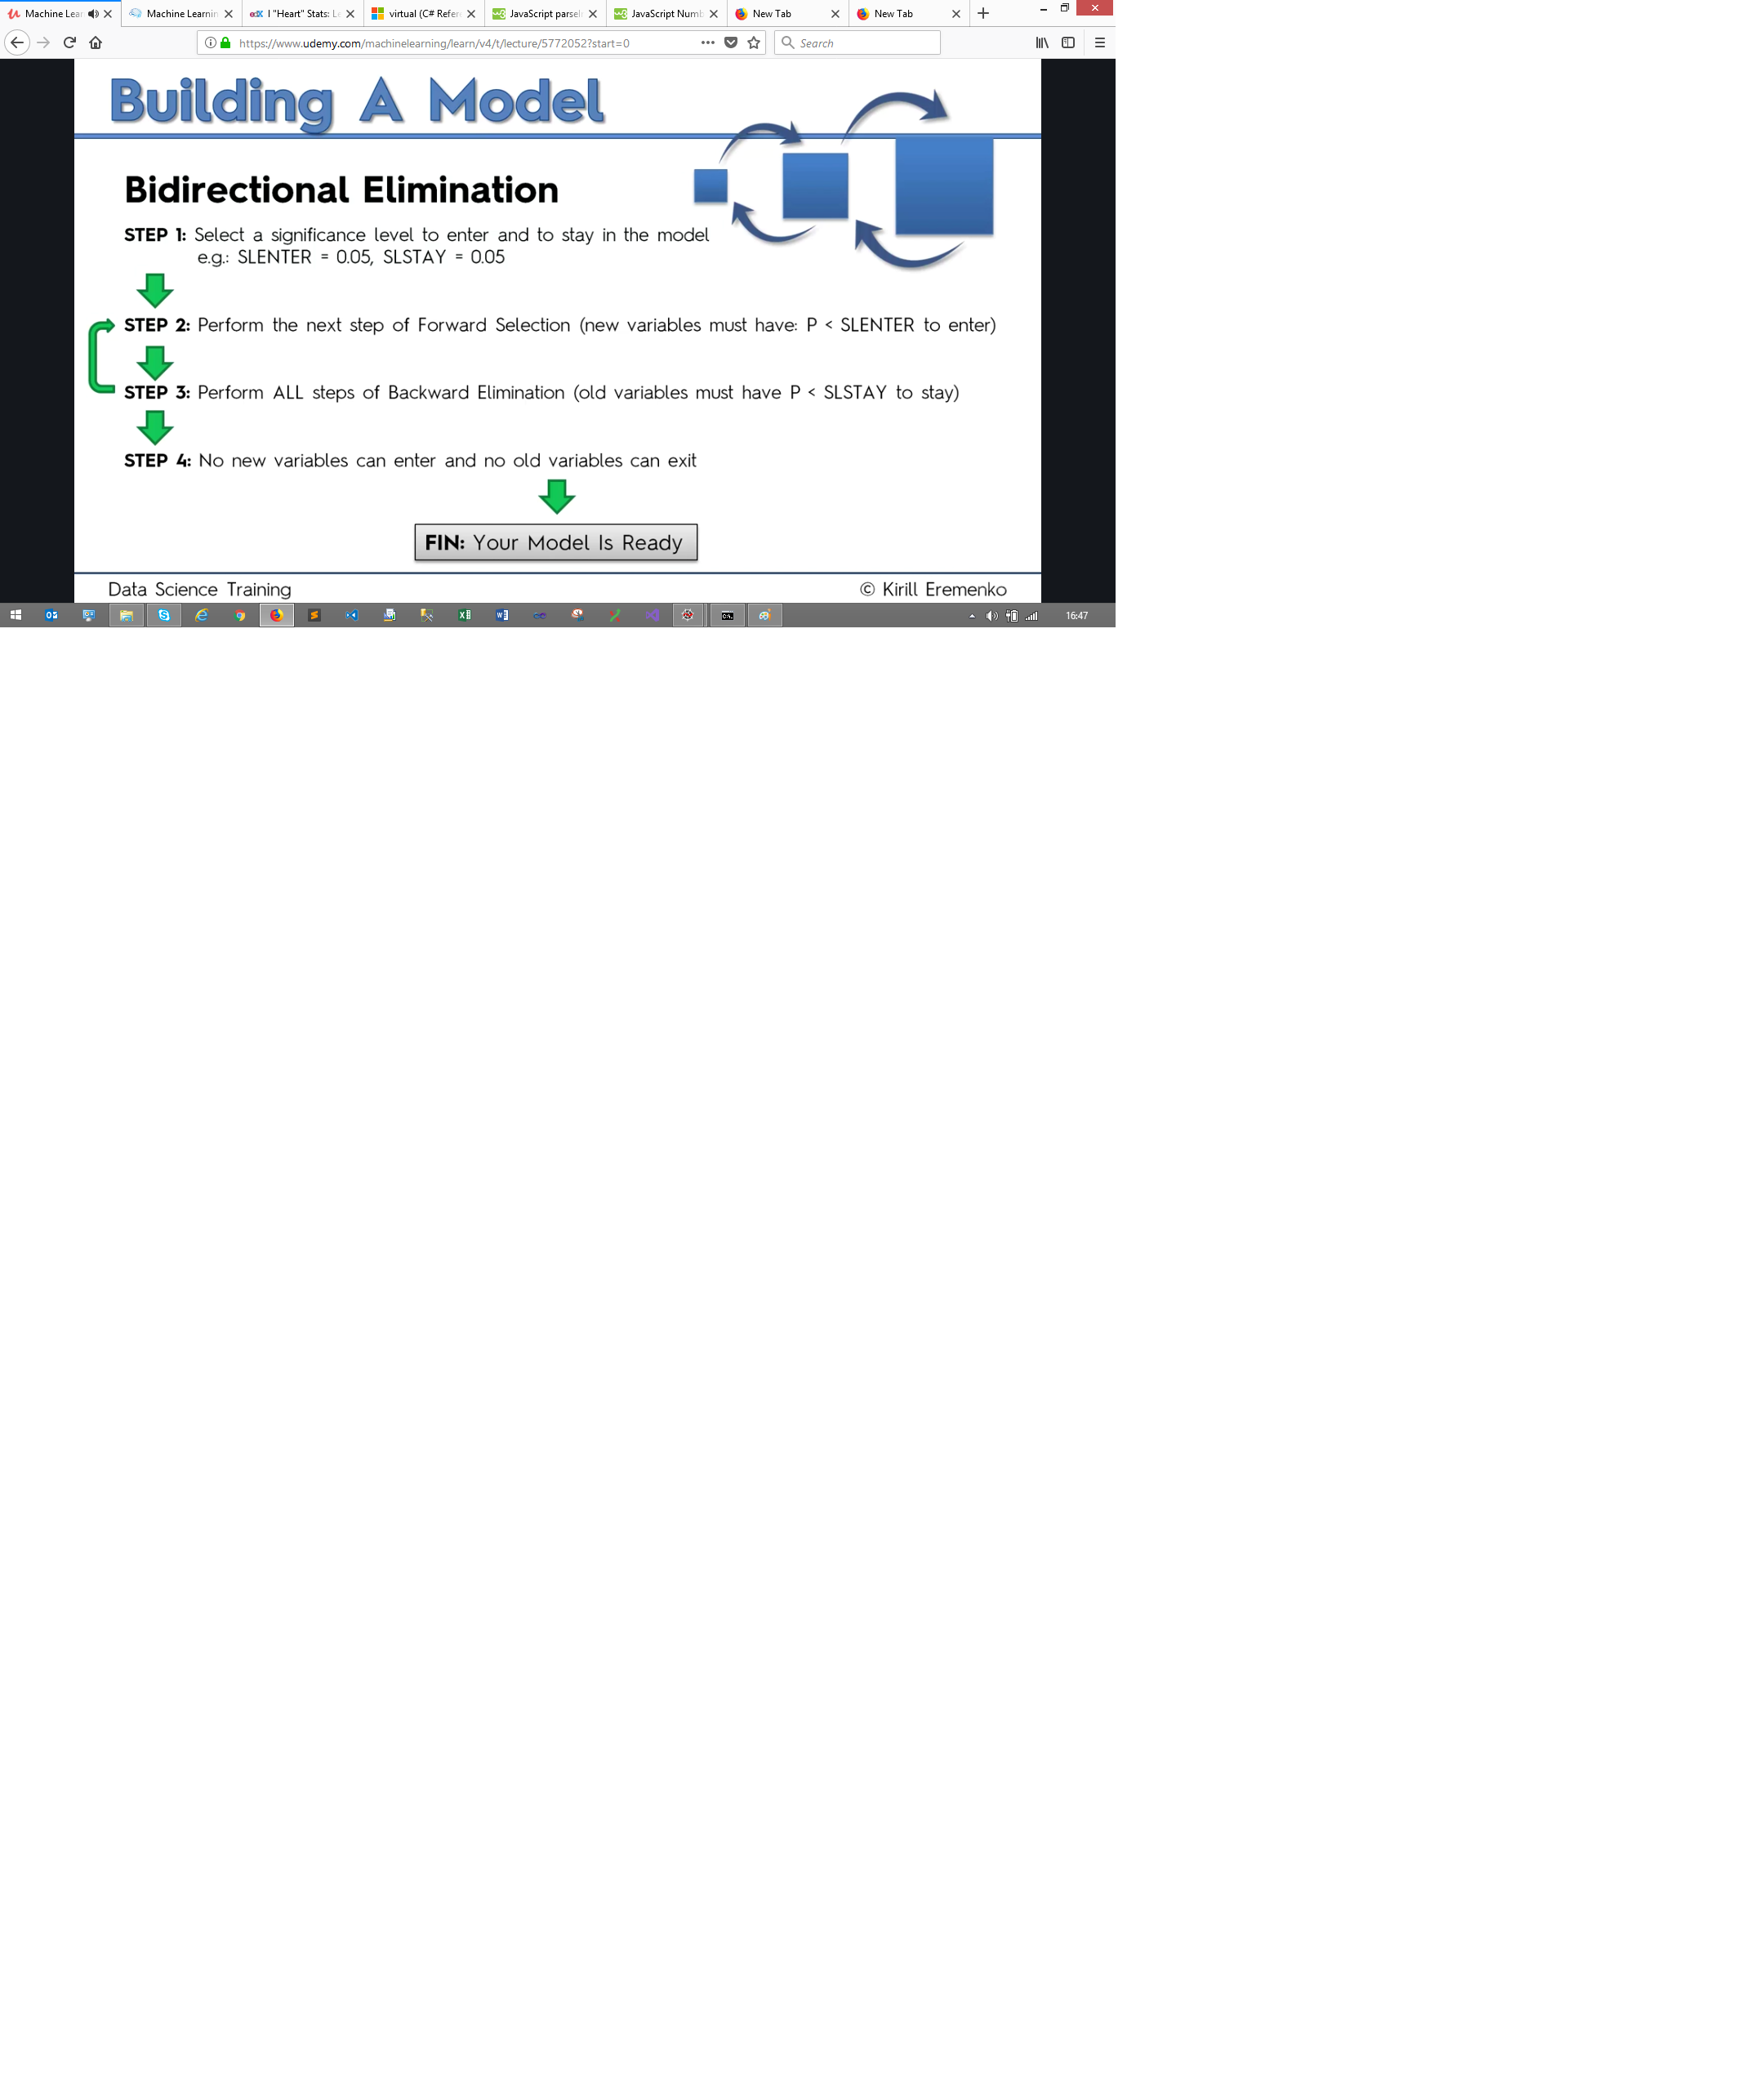 Machine Lear
Machine Learnin
I "Heart" Stats: Le
virtual (C# Refere
JavaScript parseIn
JavaScript Numb
New Tab
New Tab
https://www.udemy.com/machinelearning/learn/v4/t/lecture/5772052?start=0
Search
Building A Model
Bidirectional Elimination
STEP 1: Select a significance level to enter and to stay in the model
e.g.: SLENTER = 0.05, SLSTAY = 0.05
STEP 2: Perform the next step of Forward Selection (new variables must have: P < SLENTER to enter)
STEP 3: Perform ALL steps of Backward Elimination (old variables must have P < SLSTAY to stay)
STEP 4: No new variables can enter and no old variables can exit
FIN: Your Model Is Ready
Data Science Training
© Kirill Eremenko
16:47